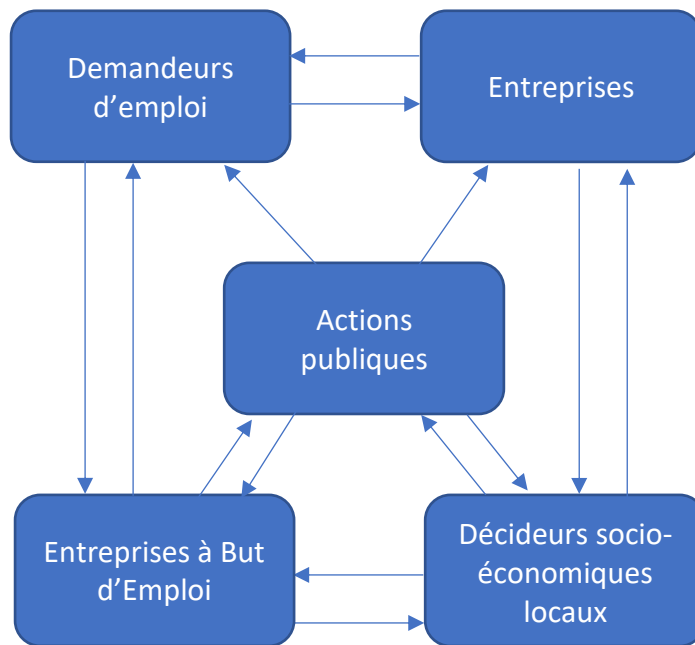 Demandeurs
d’emploi
Entreprises
Actions
publiques
Entreprises à But
d’Emploi
Décideurs socio-
économiques
locaux